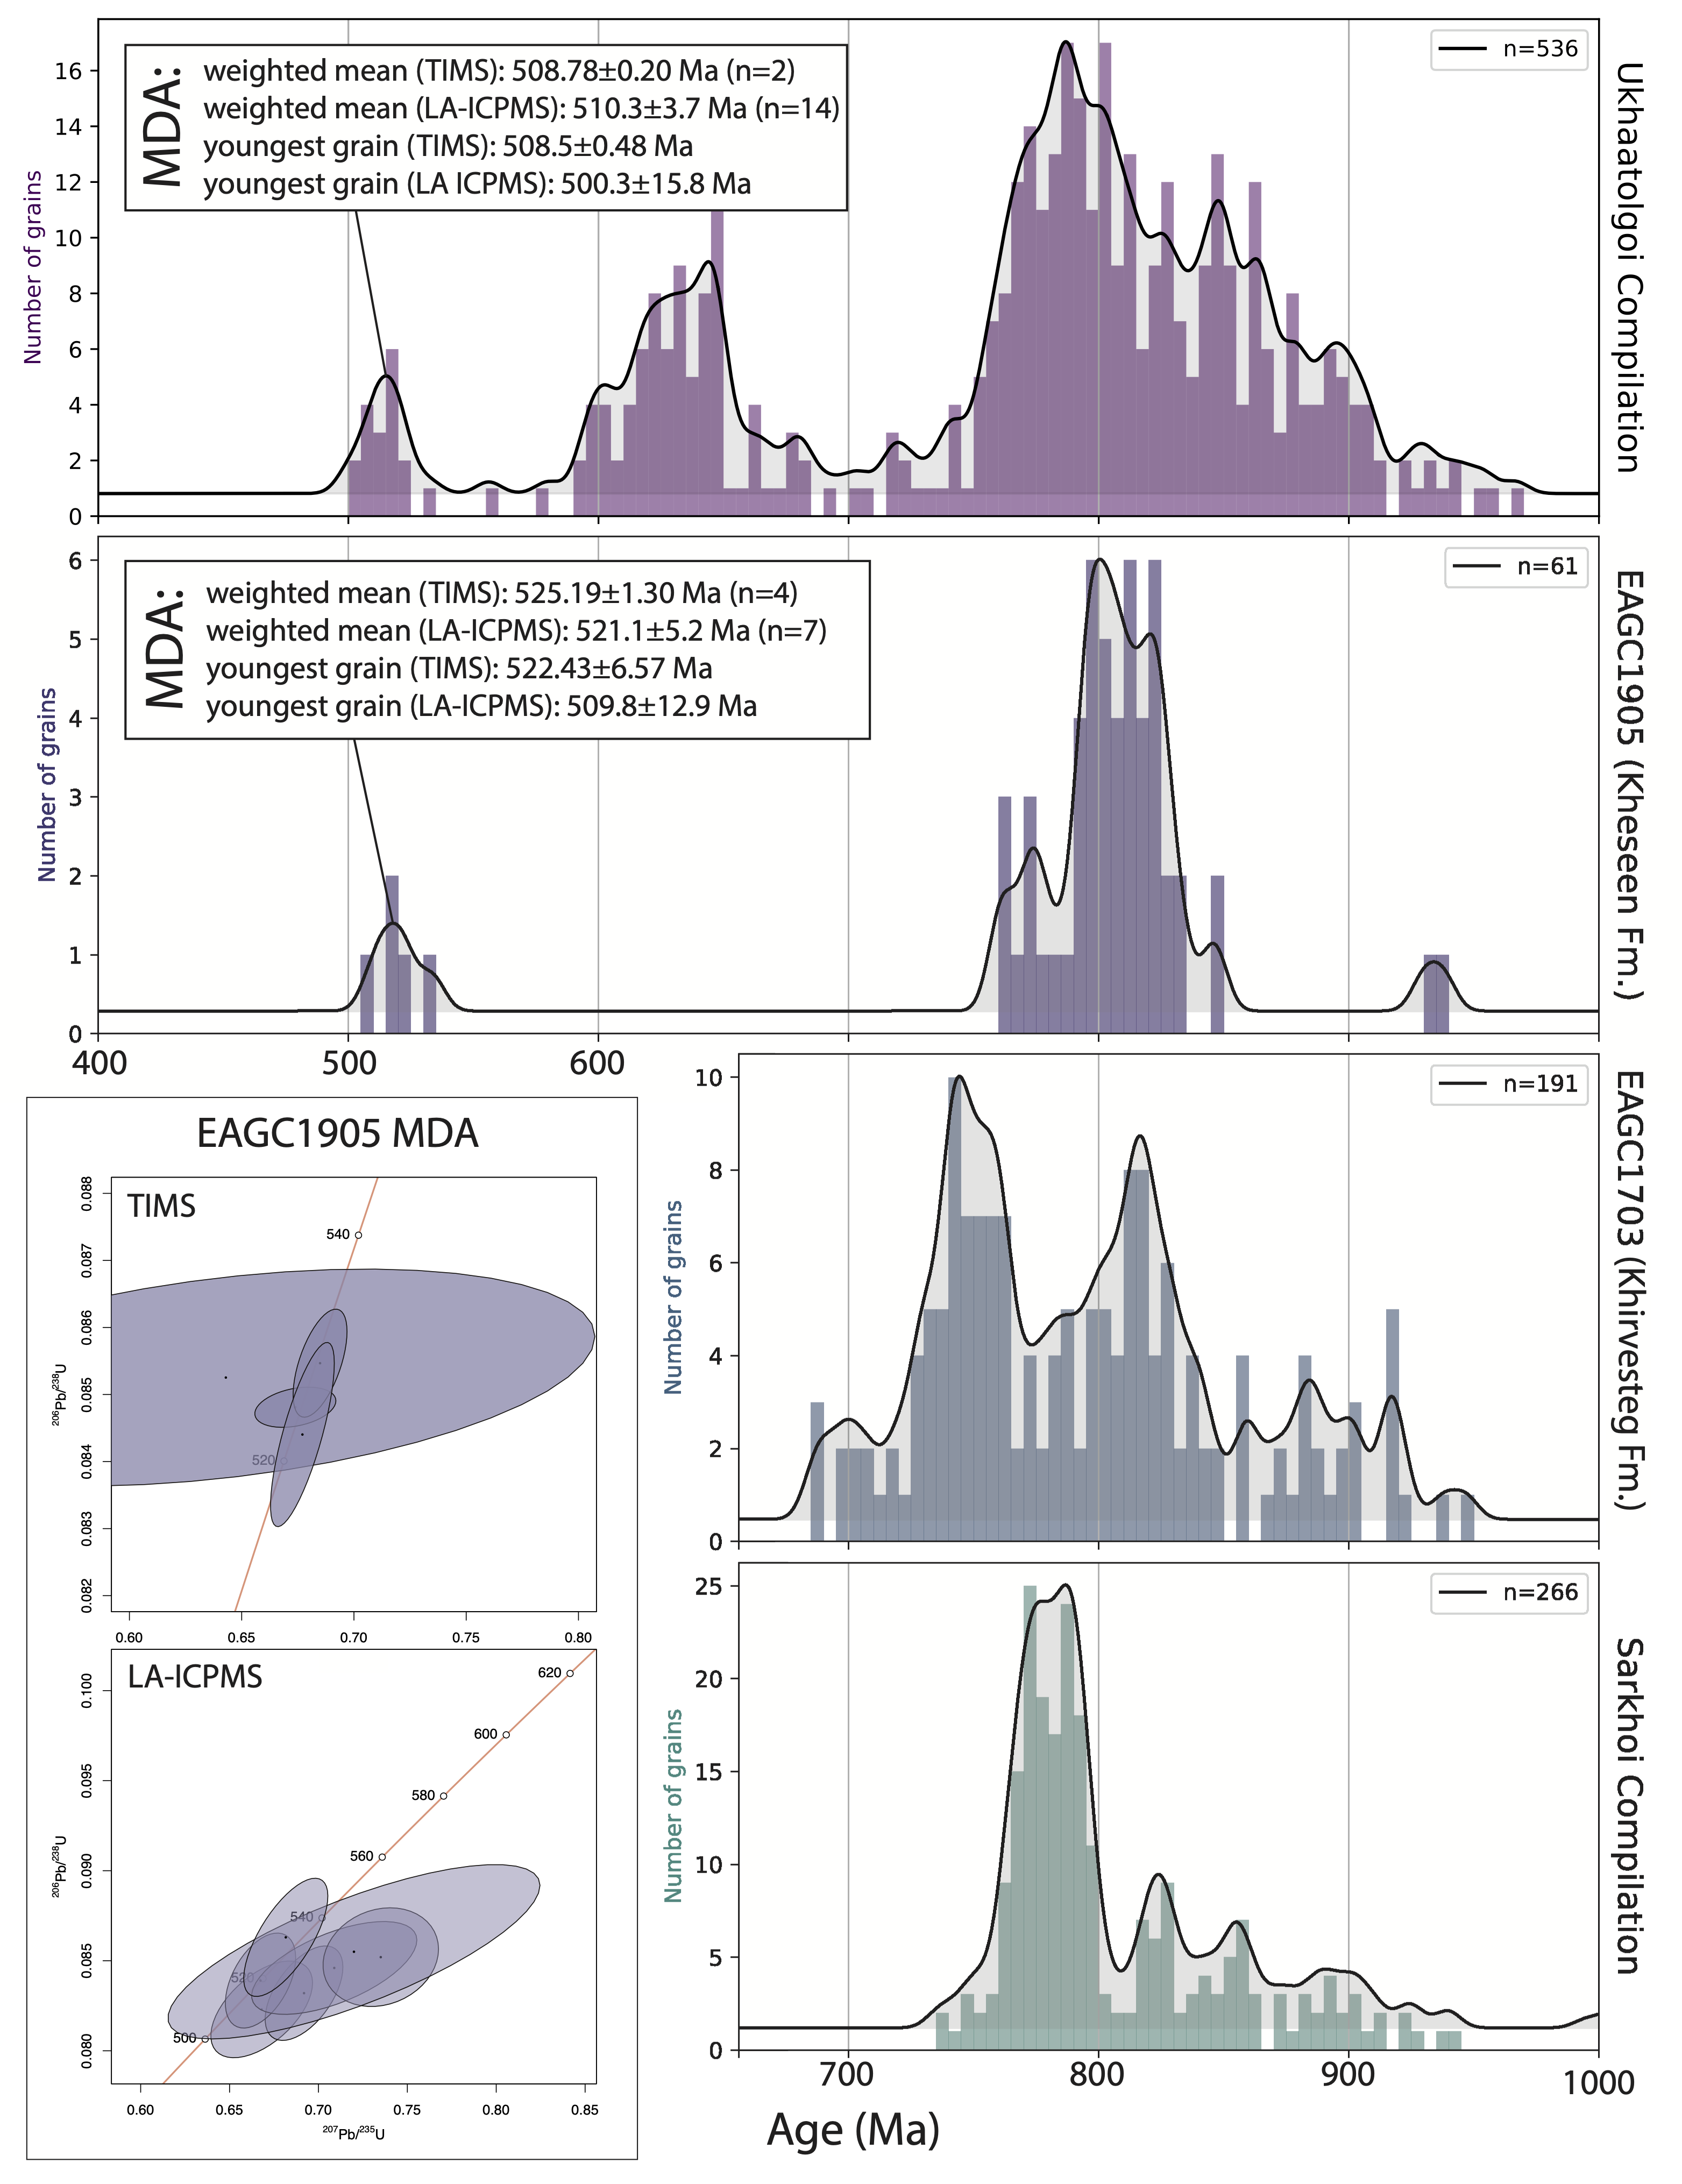 MDA:
weighted mean (TIMS): 508.78±0.20 Ma (n=2)
weighted mean (LA-ICPMS): 510.3±3.7 Ma (n=14)
youngest grain (TIMS): 508.5±0.48 Ma
youngest grain (LA ICPMS): 500.3±15.8 Ma
n=536
Ukhaatolgoi Compilation
Number of grains
16
14
12
10
8
6
4
2
0
MDA:
weighted mean (TIMS): 525.19±1.30 Ma (n=4)
weighted mean (LA-ICPMS): 521.1±5.2 Ma (n=7)
youngest grain (TIMS): 522.43±6.57 Ma
youngest grain (LA-ICPMS): 509.8±12.9 Ma
n=61
EAGC1905 (Kheseen Fm.)
Number of grains
6
5
4
3
2
1
0
400 500 600
n=191
EAGC1703 (Khirvesteg Fm.)
Number of grains
10
8
6
4
2
0
n=266
Sarkhoi Compilation
Number of grains
25
20
15
10
5
0
700 800 900 1000
Age (Ma)
EAGC1905 MDA
TIMS
540
520
206Pb/238U
0.088
0.087
0.086
0.085
0.084
0.083
0.082
0.60 0.65 0.70 0.75 0.80
LA-ICPMS
620
600
580
560
540
520
500
206Pb/238U
0.100
0.095
0.090
0.085
0.080
0.60 0.65 0.70 0.75 0.80 0.85
207Pb/235U